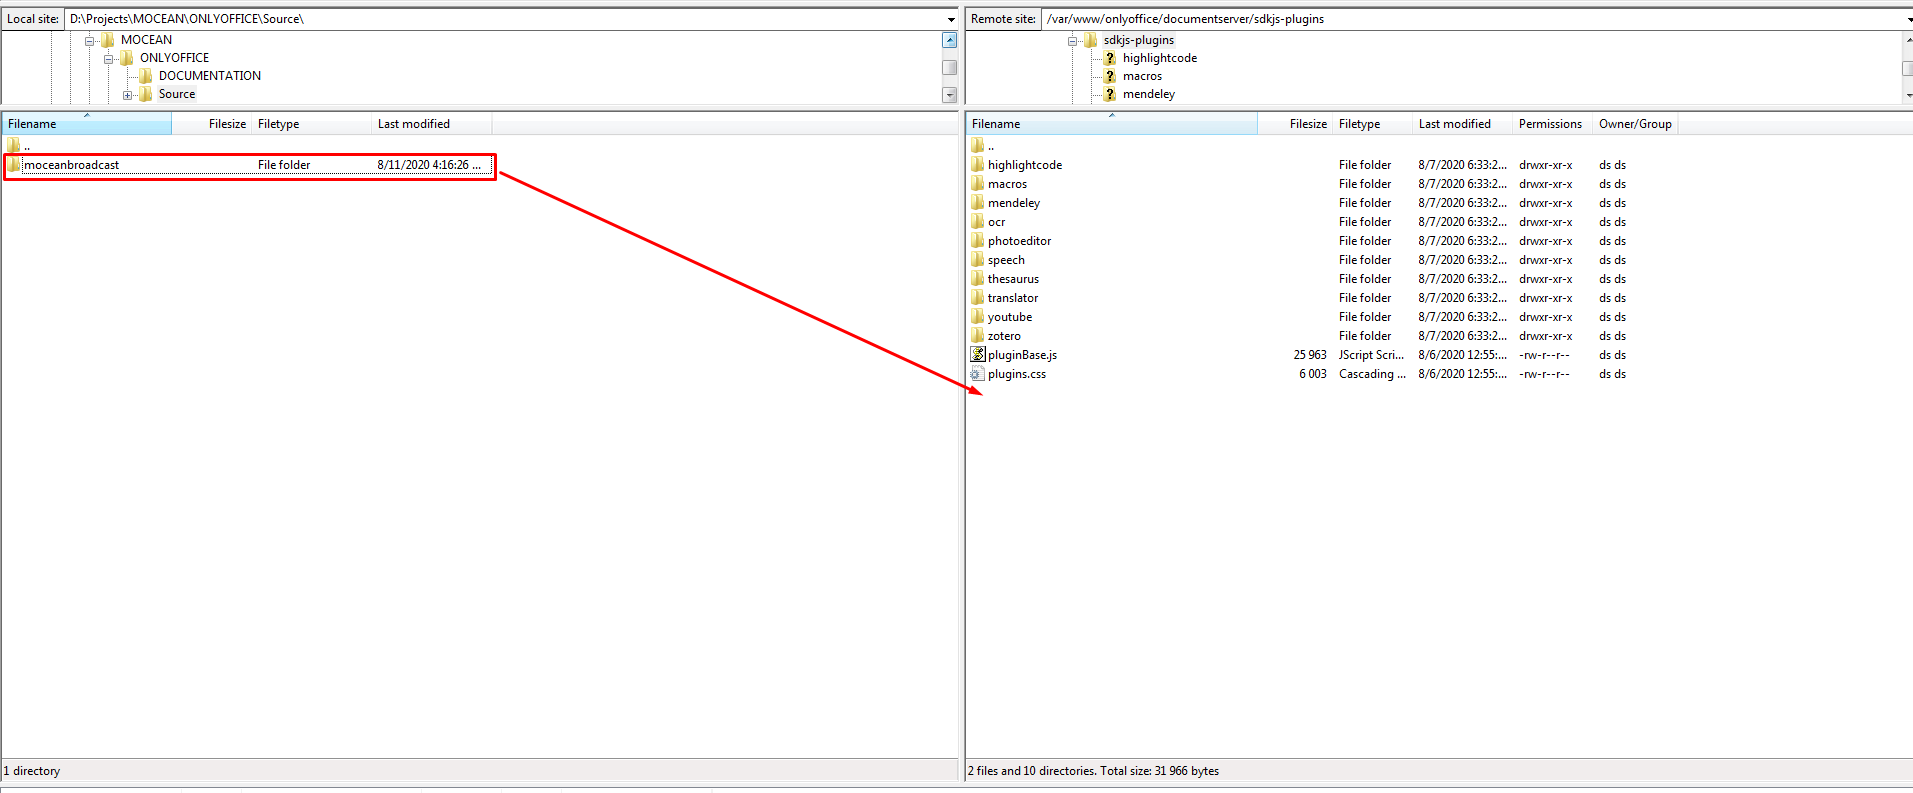 Local site: D:\Projects\MOCEAN\ONLYOFFICE\Source\
MOCEAN
ONLYOFFICE
DOCUMENTATION
Source
Filename Filesize Filetype Last modified
..
moceanbroadcast File folder 8/11/2020 4:16:26 ...
1 directory
Remote site: /var/www/onlyoffice/documentserver/sdkjs-plugins
sdkjs-plugins
? highlightcode
? macros
? mendeley
Filename Filesize Filetype Last modified Permissions Owner/Group
..
highlightcode File folder 8/7/2020 6:33:2... drwxr-xr-x ds ds
macros File folder 8/7/2020 6:33:2... drwxr-xr-x ds ds
mendeley File folder 8/7/2020 6:33:2... drwxr-xr-x ds ds
ocr File folder 8/7/2020 6:33:2... drwxr-xr-x ds ds
photoeditor File folder 8/7/2020 6:33:2... drwxr-xr-x ds ds
speech File folder 8/7/2020 6:33:2... drwxr-xr-x ds ds
thesaurus File folder 8/7/2020 6:33:2... drwxr-xr-x ds ds
translator File folder 8/7/2020 6:33:2... drwxr-xr-x ds ds
youtube File folder 8/7/2020 6:33:2... drwxr-xr-x ds ds
zotero File folder 8/7/2020 6:33:2... drwxr-xr-x ds ds
pluginBase.js 25 963 JScript Scri... 8/6/2020 12:55:... -rw-r--r-- ds ds
plugins.css 6 003 Cascading ... 8/6/2020 12:55:... -rw-r--r-- ds ds
2 files and 10 directories. Total size: 31 966 bytes